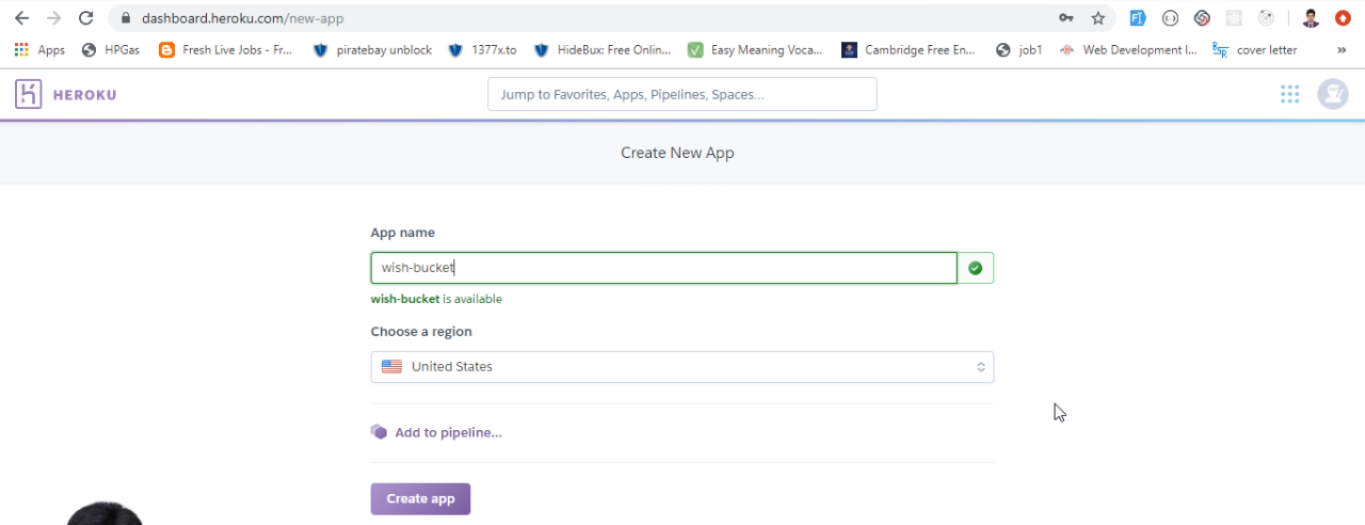 dashboard.heroku.com/new-app
Apps HPGas Fresh Live Jobs - Fr... piratebay unblock 1377x.to HideBux: Free Onlin... Easy Meaning Voca... Cambridge Free En... job1 Web Development I... cover letter »
HEROKU Jump to Favorites, Apps, Pipelines, Spaces...
Create New App
App name
wish-bucket
wish-bucket is available
Choose a region
United States
Add to pipeline...
Create app